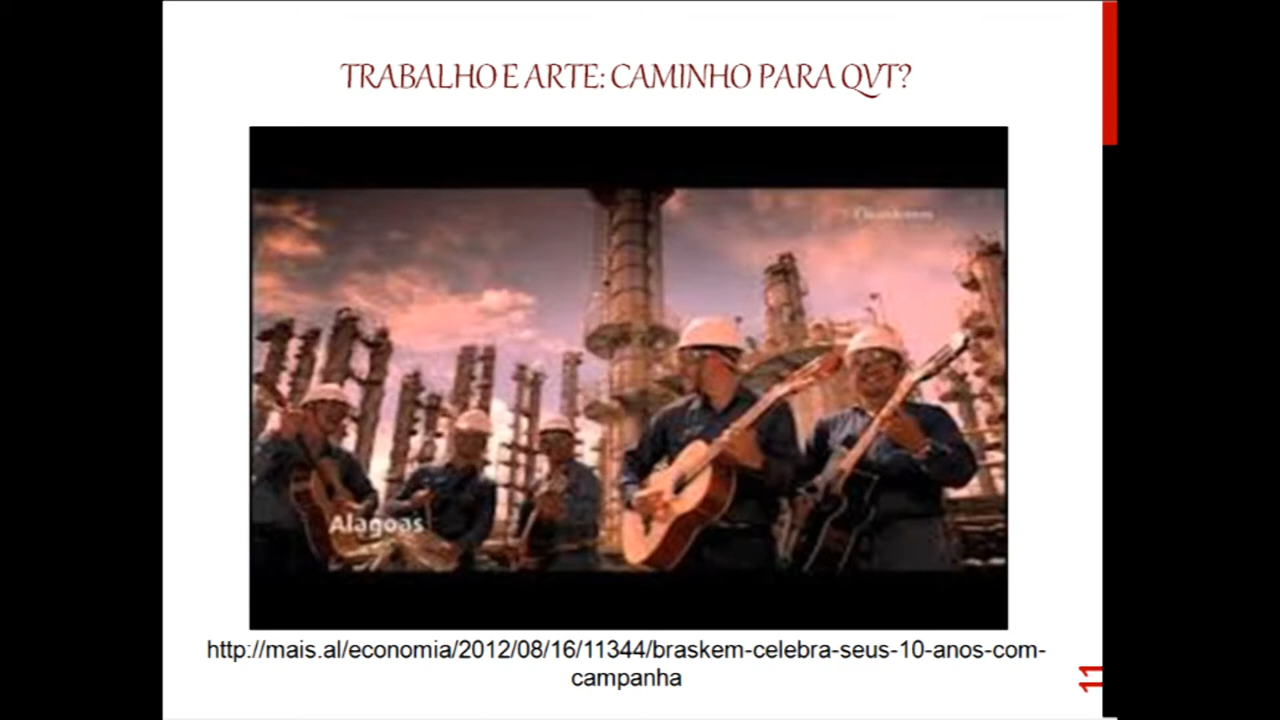 TRABALHO E ARTE: CAMINHO PARA QVT?
Alagoas
http://mais.al/economia/2012/08/16/11344/braskem-celebra-seus-10-anos-com-
campanha
11